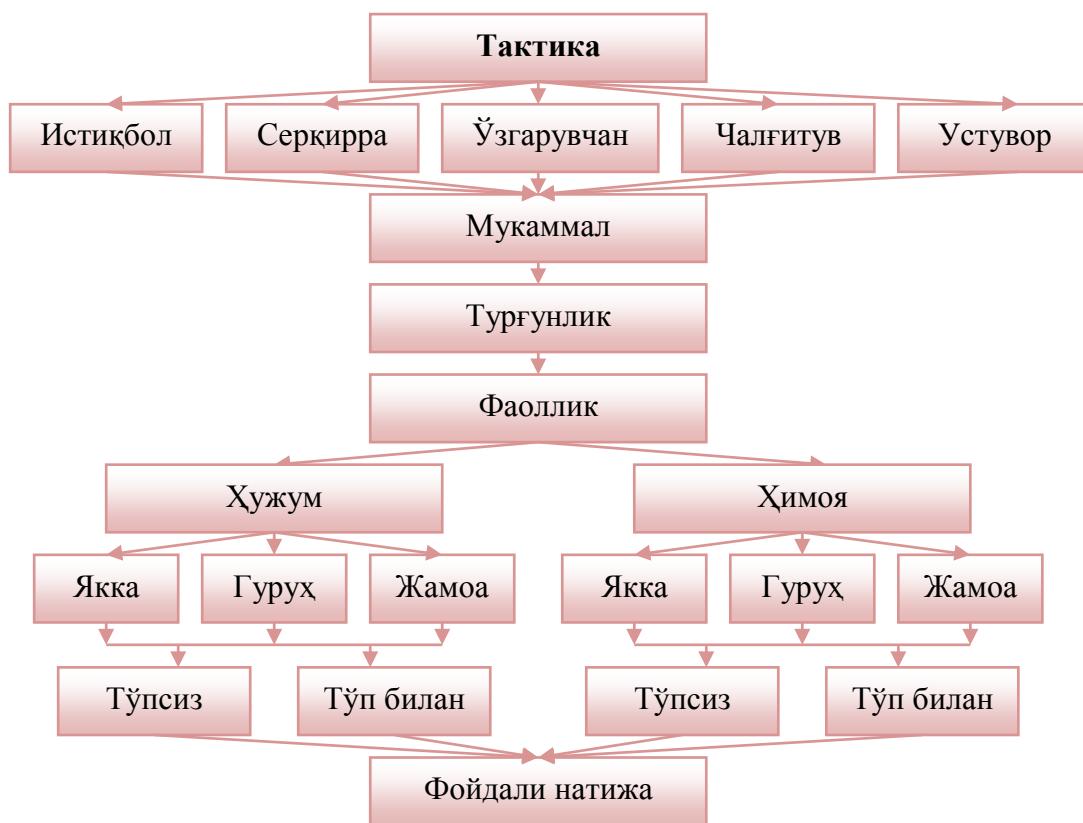 Тактика
Истиқбол
Серқирра
Ўзгарувчан
Чалғитув
Устувор
Мукаммал
Турғунлик
Фаоллик
Ҳужум
Ҳимоя
Якка
Гуруҳ
Жамоа
Якка
Гуруҳ
Жамоа
Тўпсиз
Тўп билан
Тўпсиз
Тўп билан
Фойдали натижа